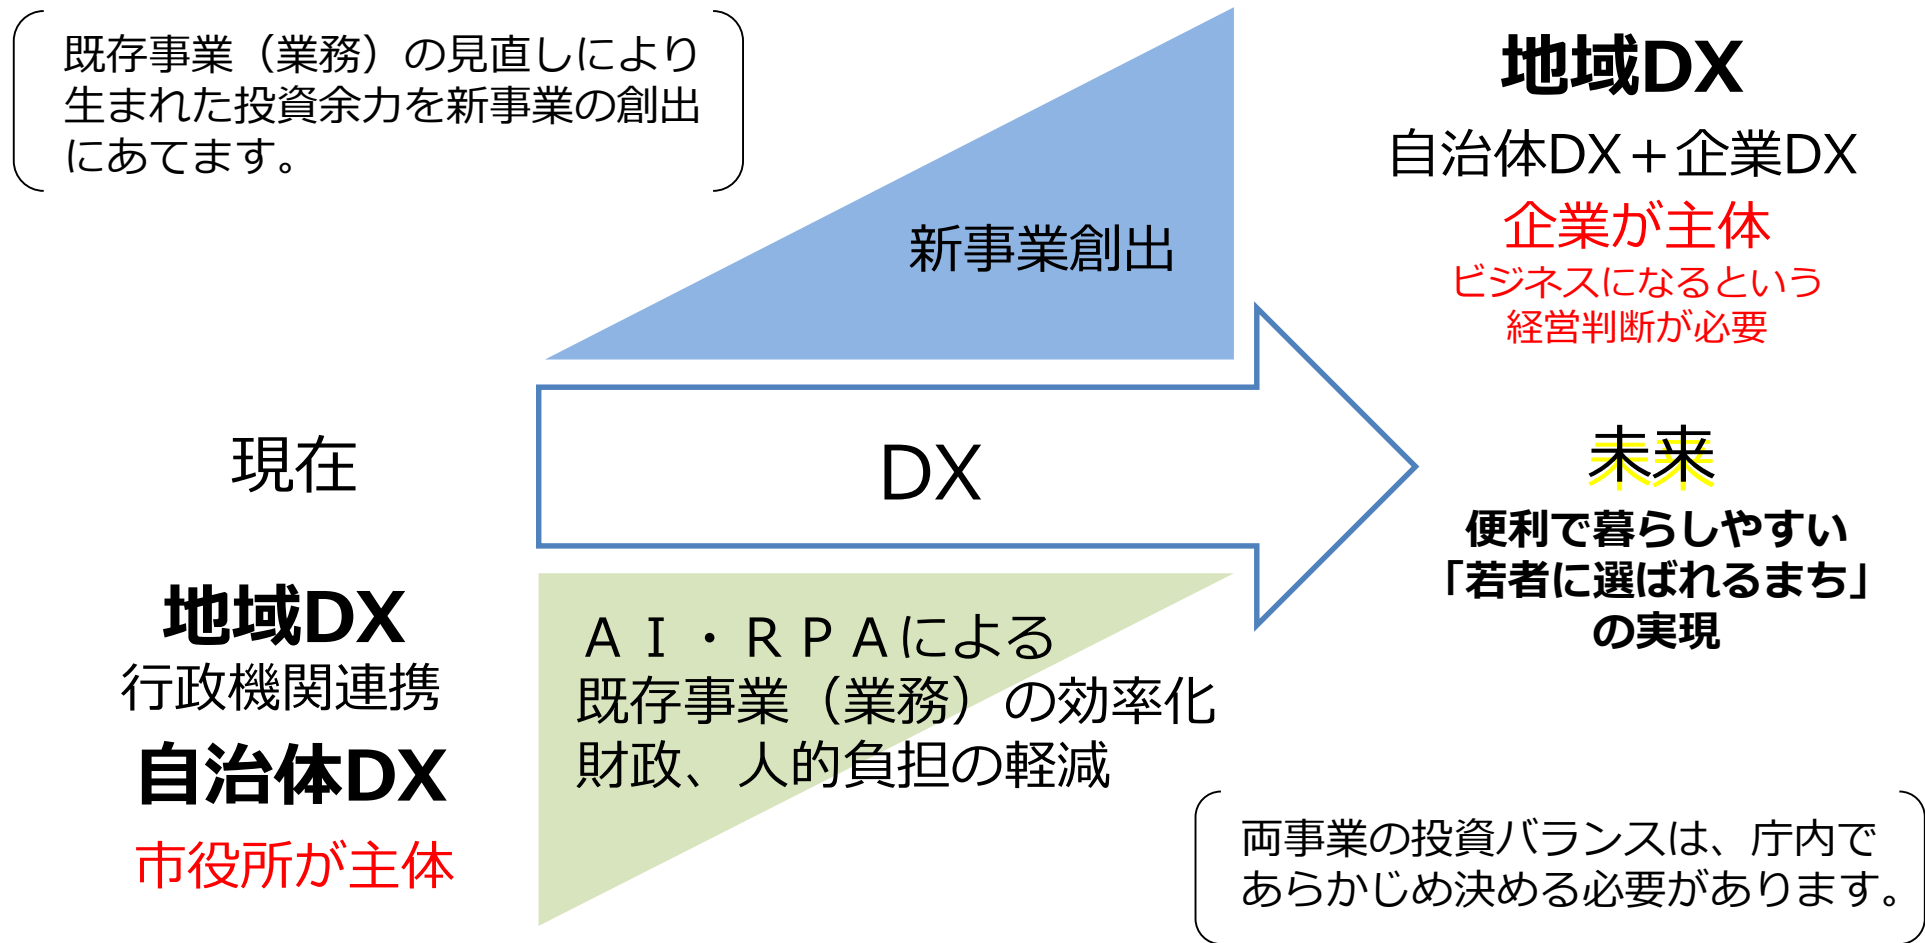 既存事業（業務）の見直しにより
生まれた投資余力を新事業の創出
にあてます。
新事業創出
地域DX
自治体DX＋企業DX
企業が主体
ビジネスになるという
経営判断が必要
現在
DX
未来
便利で暮らしやすい
「若者に選ばれるまち」
の実現
地域DX
行政機関連携
自治体DX
市役所が主体
ＡＩ・ＲＰＡによる
既存事業（業務）の効率化
財政、人的負担の軽減
両事業の投資バランスは、庁内で
あらかじめ決める必要があります。